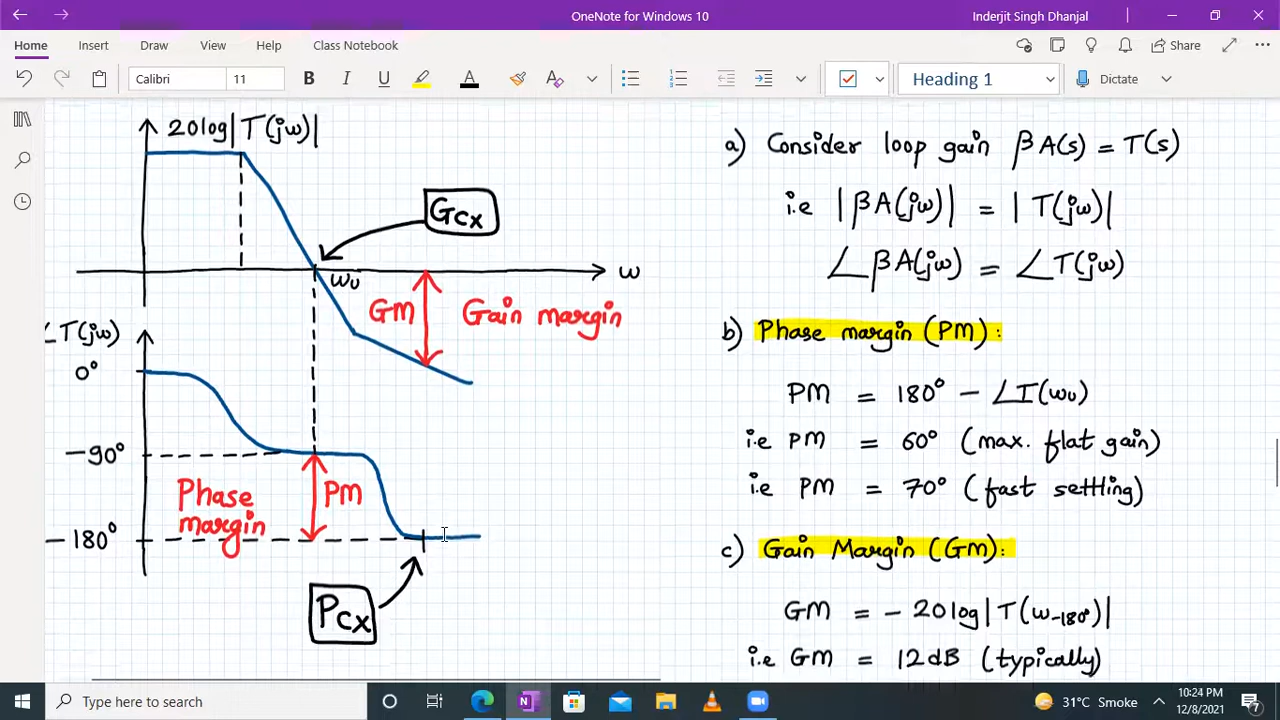 OneNote for Windows 10
Inderjit Singh Dhanjal
Home Insert Draw View Help Class Notebook
Share
Calibri 11 B I U A Heading 1 Dictate
20log|T(jω)|
Gcx
ω
ω₀
Gm Gain margin
∠T(jω)
0°
-90°
Phase margin
PM
-180°
Pcx
a) Consider loop gain βA(s) = T(s)
i.e |βA(jω)| = |T(jω)|
∠βA(jω) = ∠T(jω)
b) Phase margin (PM):
PM = 180° - ∠T(ω₀)
i.e PM = 60° (max. flat gain)
i.e PM = 70° (fast settling)
c) Gain Margin (Gm):
GM = - 20log|T(ω-180°)|
i.e GM = 12dB (typically)
Type here to search
31°C Smoke
10:24 PM
12/8/2021
7